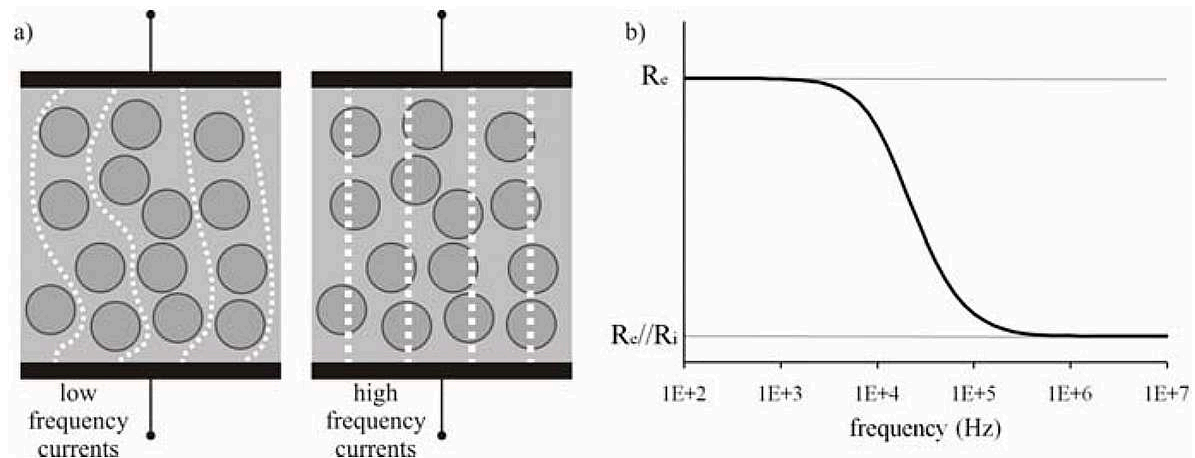 a)
low
frequency
currents
high
frequency
currents
b)
Re
Re//Ri
1E+2 1E+3 1E+4 1E+5 1E+6 1E+7
frequency (Hz)